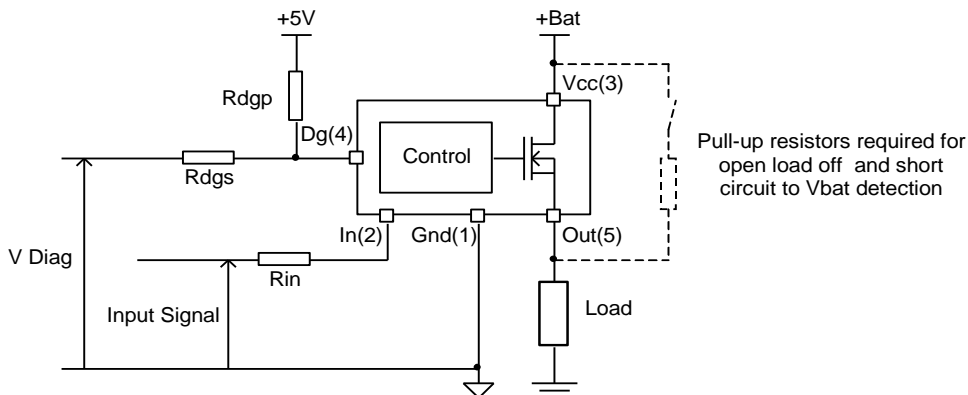 +5V
+Bat
Rdgp
Vcc(3)
Dg(4)
Control
Pull-up resistors required for
open load off and short
circuit to Vbat detection
Rdgs
In(2)
Gnd(1)
Out(5)
V Diag
Rin
Input Signal
Load